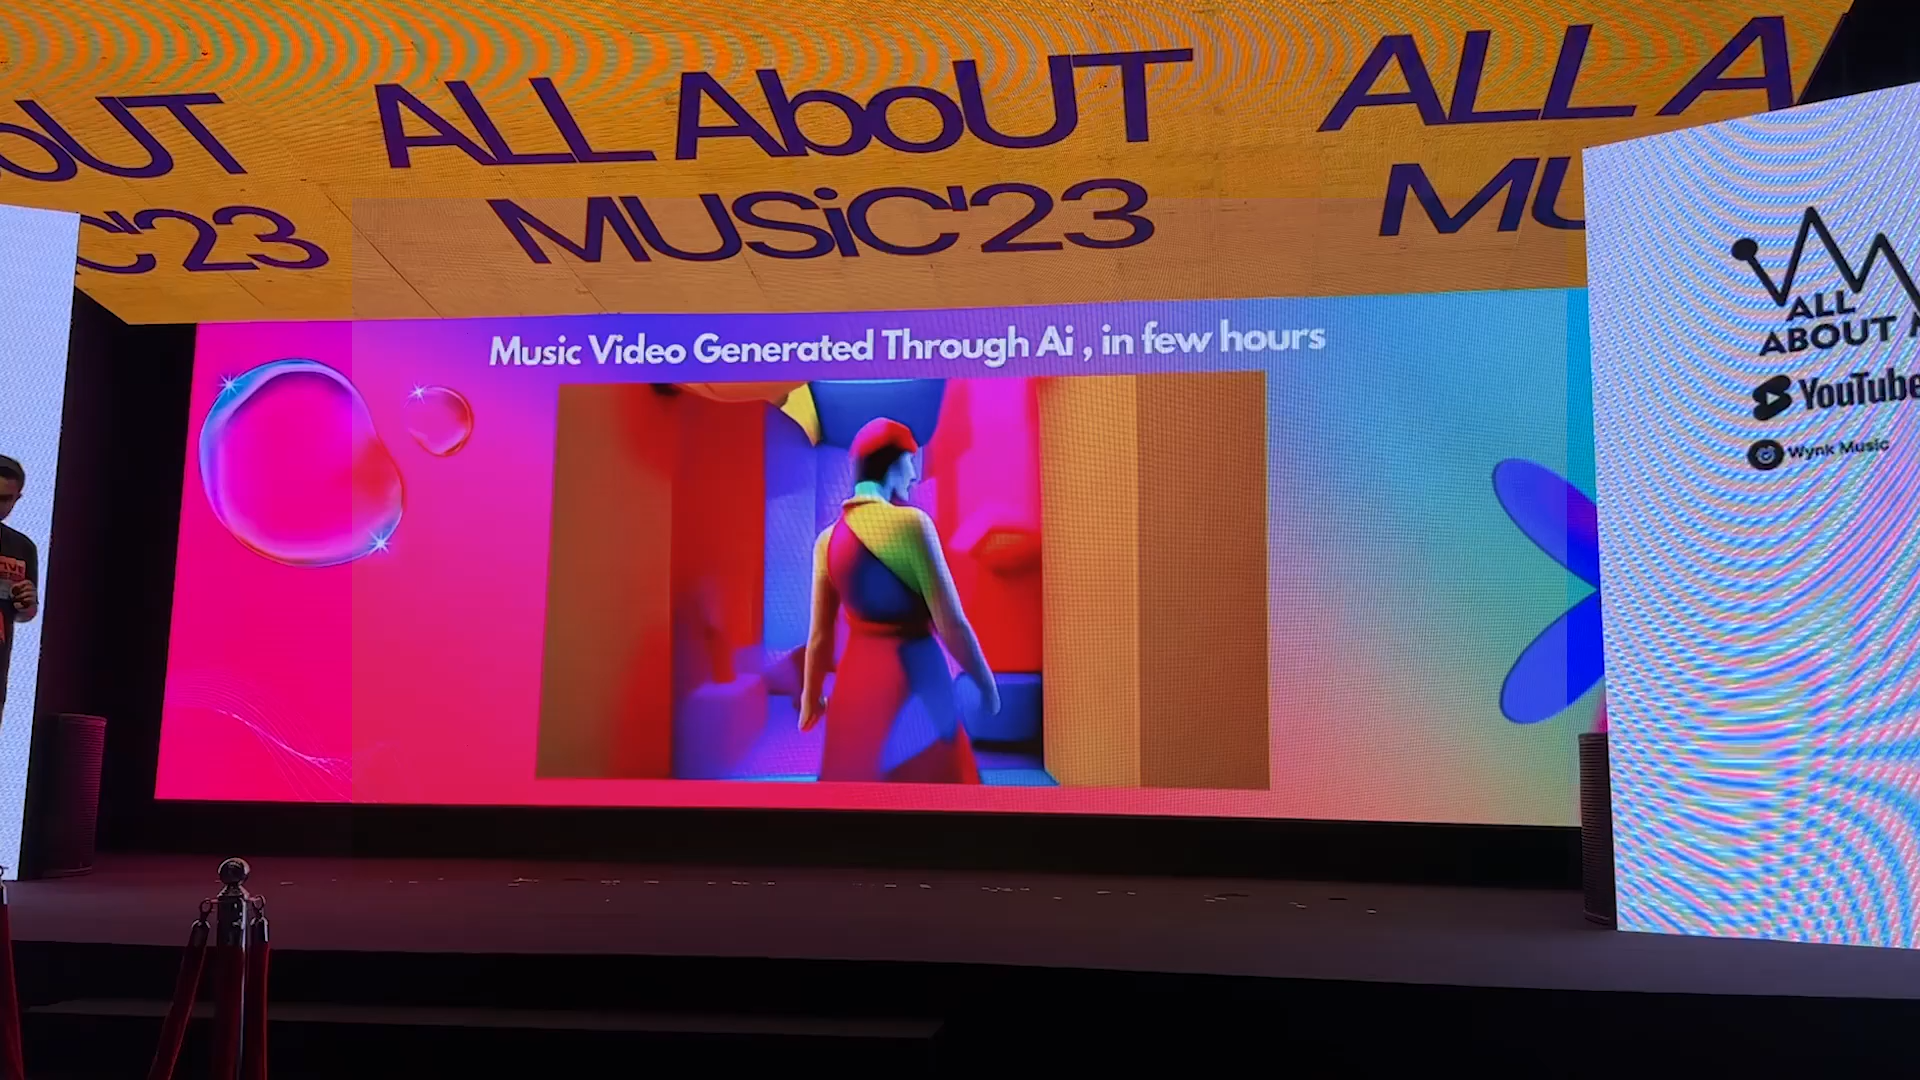 ALL AboUT
MUSiC'23
ALL A
MU
oUT
C'23
Music Video Generated Through Ai , in few hours
ALL
ABOUT
YouTube
Wynk Music